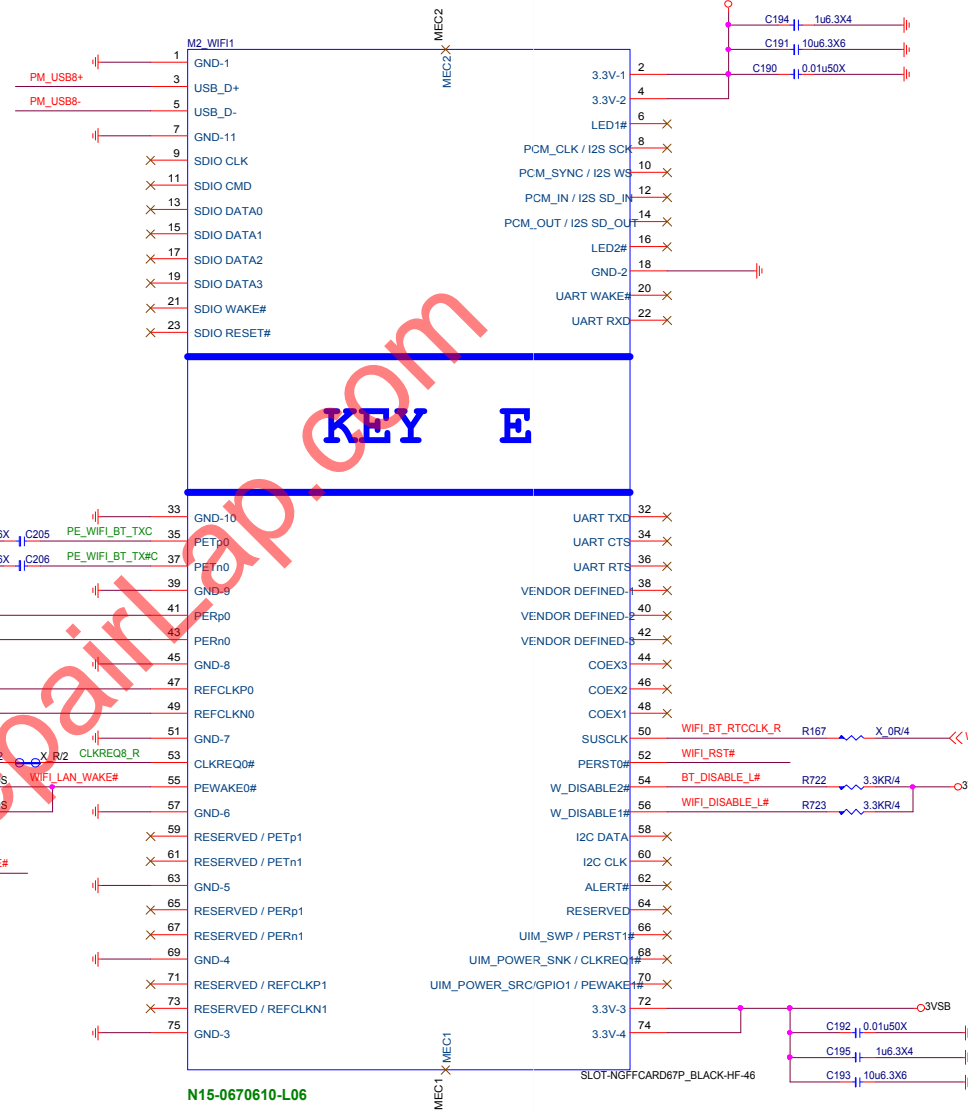 MEC2
C194 1u6.3X4
M2_WIFI1
C191 10u6.3X6
MEC2
1 GND-1
C190 0.01u50X
2 3.3V-1
PM_USB8+ 3 USB_D+
4 3.3V-2
PM_USB8- 5 USB_D-
6 LED1#
7 GND-11
8 PCM_CLK / I2S SCK
9 SDIO CLK
10 PCM_SYNC / I2S WS
11 SDIO CMD
12 PCM_IN / I2S SD_IN
13 SDIO DATA0
14 PCM_OUT / I2S SD_OUT
15 SDIO DATA1
16 LED2#
17 SDIO DATA2
18 GND-2
19 SDIO DATA3
20 UART WAKE#
21 SDIO WAKE#
22 UART RXD
23 SDIO RESET#
KEY E
33 GND-10
32 UART TXD
6X C205 PE_WIFI_BT_TXC 35 PETp0
34 UART CTS
6X C206 PE_WIFI_BT_TX#C 37 PETn0
36 UART RTS
39 GND-9
38 VENDOR DEFINED-1
41 PERp0
40 VENDOR DEFINED-2
43 PERn0
42 VENDOR DEFINED-3
45 GND-8
44 COEX3
47 REFCLKP0
46 COEX2
49 REFCLKN0
48 COEX1
51 GND-7
50 SUSCLK WIFI_BT_RTCCLK_R R167 X_0R/4
X_R/2 CLKREQ8_R 53 CLKREQ0#
52 PERST0# WIFI_RST#
WIFI_LAN_WAKE# 55 PEWAKE0#
54 W_DISABLE2# BT_DISABLE_L# R722 3.3KR/4
57 GND-6
56 W_DISABLE1# WIFI_DISABLE_L# R723 3.3KR/4
59 RESERVED / PETp1
58 I2C DATA
61 RESERVED / PETn1
60 I2C CLK
63 GND-5
62 ALERT#
65 RESERVED / PERp1
64 RESERVED
67 RESERVED / PERn1
66 UIM_SWP / PERST1#
69 GND-4
68 UIM_POWER_SNK / CLKREQ1#
71 RESERVED / REFCLKP1
70 UIM_POWER_SRC/GPIO1 / PEWAKE1#
73 RESERVED / REFCLKN1
72 3.3V-3 3VSB
75 GND-3
74 3.3V-4
C192 0.01u50X
MEC1
C195 1u6.3X4
SLOT-NGFFCARD67P_BLACK-HF-46
C193 10u6.3X6
MEC1
N15-0670610-L06
pairLap.com